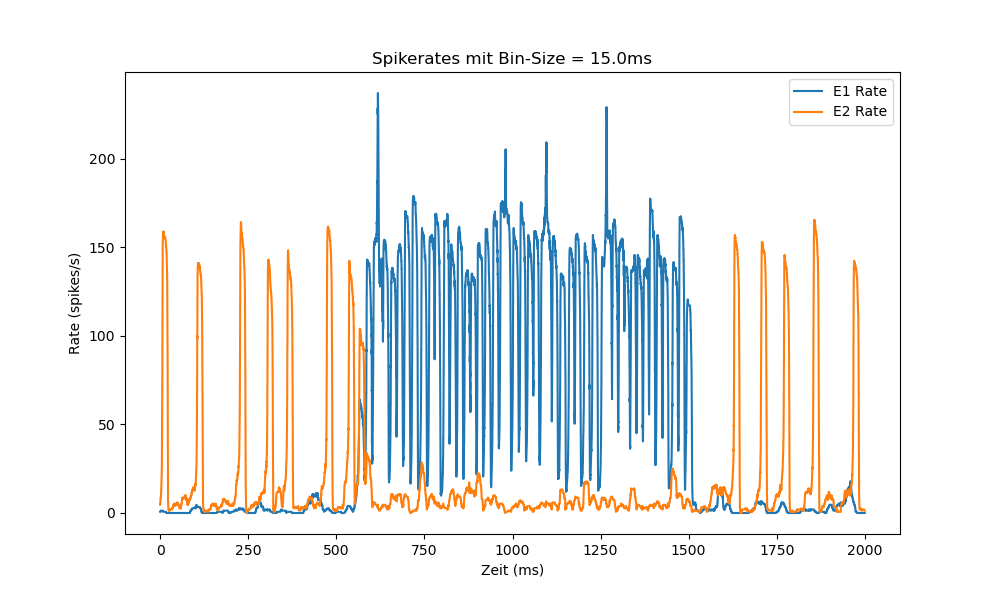 Spikerates mit Bin-Size = 15.0ms
E1 Rate
E2 Rate
Rate (spikes/s)
200
150
100
50
0
0 250 500 750 1000 1250 1500 1750 2000
Zeit (ms)